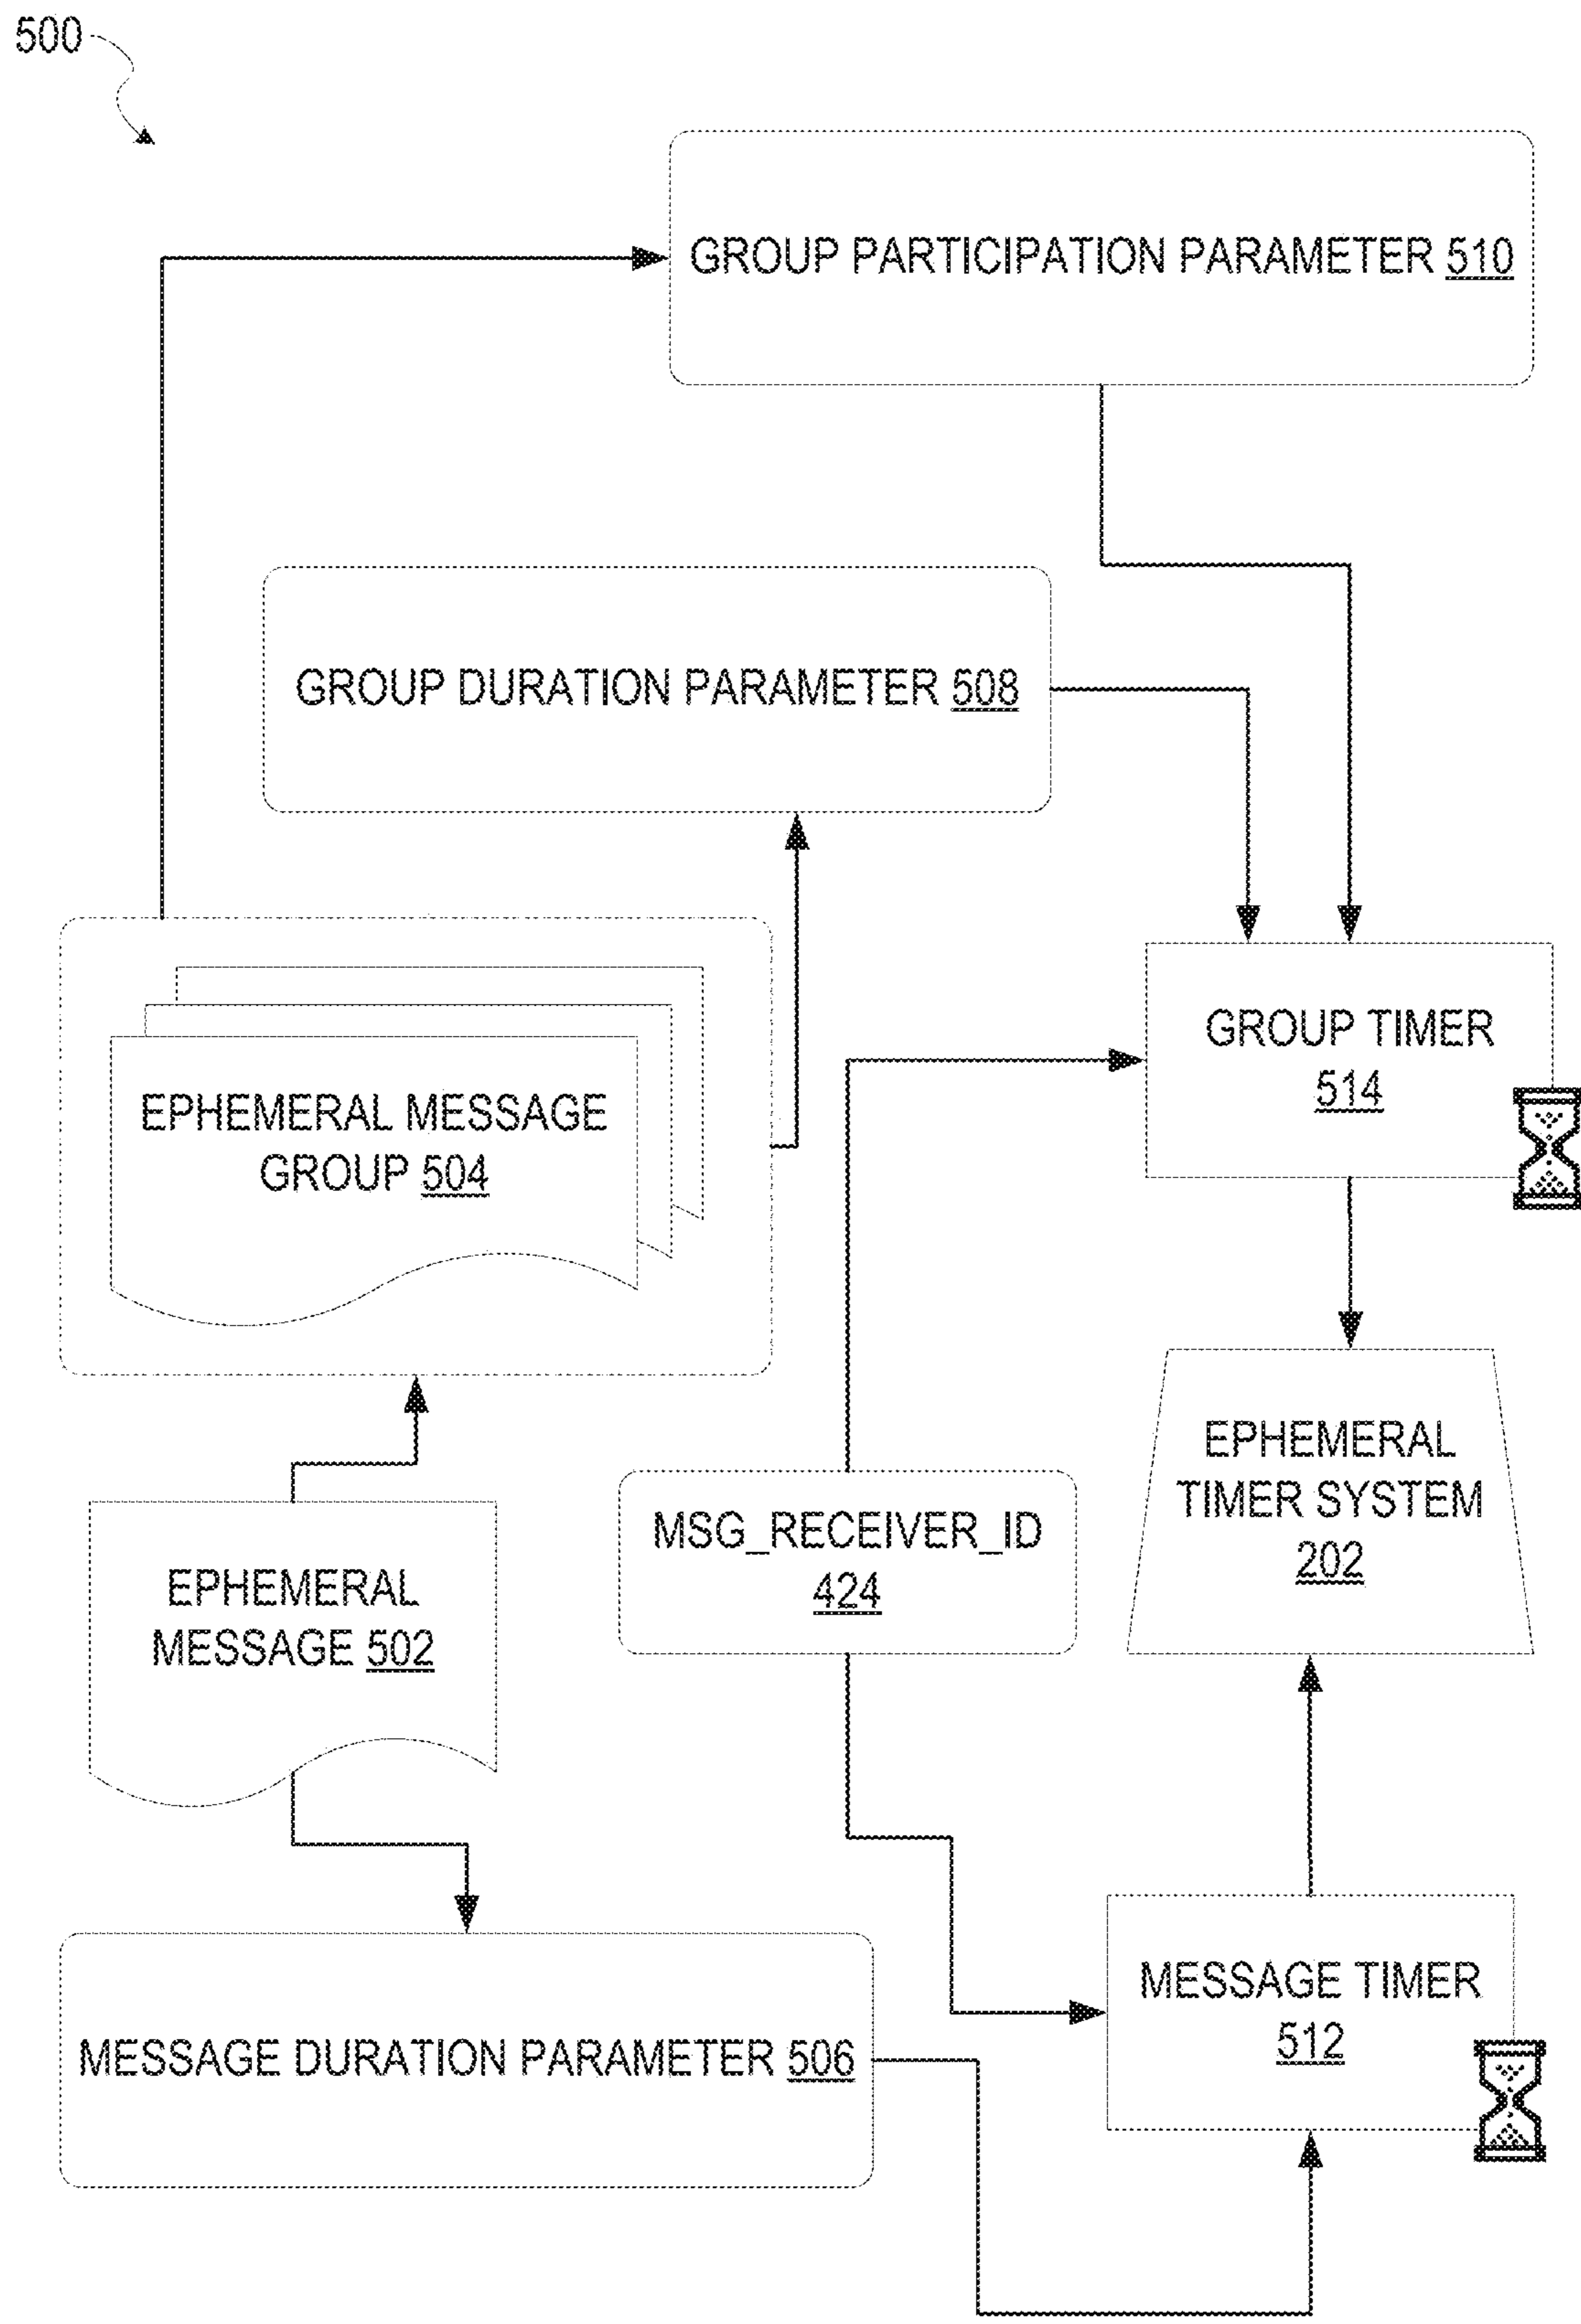 500
GROUP PARTICIPATION PARAMETER 510
GROUP DURATION PARAMETER 508
GROUP TIMER
514
EPHEMERAL MESSAGE
GROUP 504
EPHEMERAL
TIMER SYSTEM
202
MSG_RECEIVER_ID
424
EPHEMERAL
MESSAGE 502
MESSAGE TIMER
512
MESSAGE DURATION PARAMETER 506